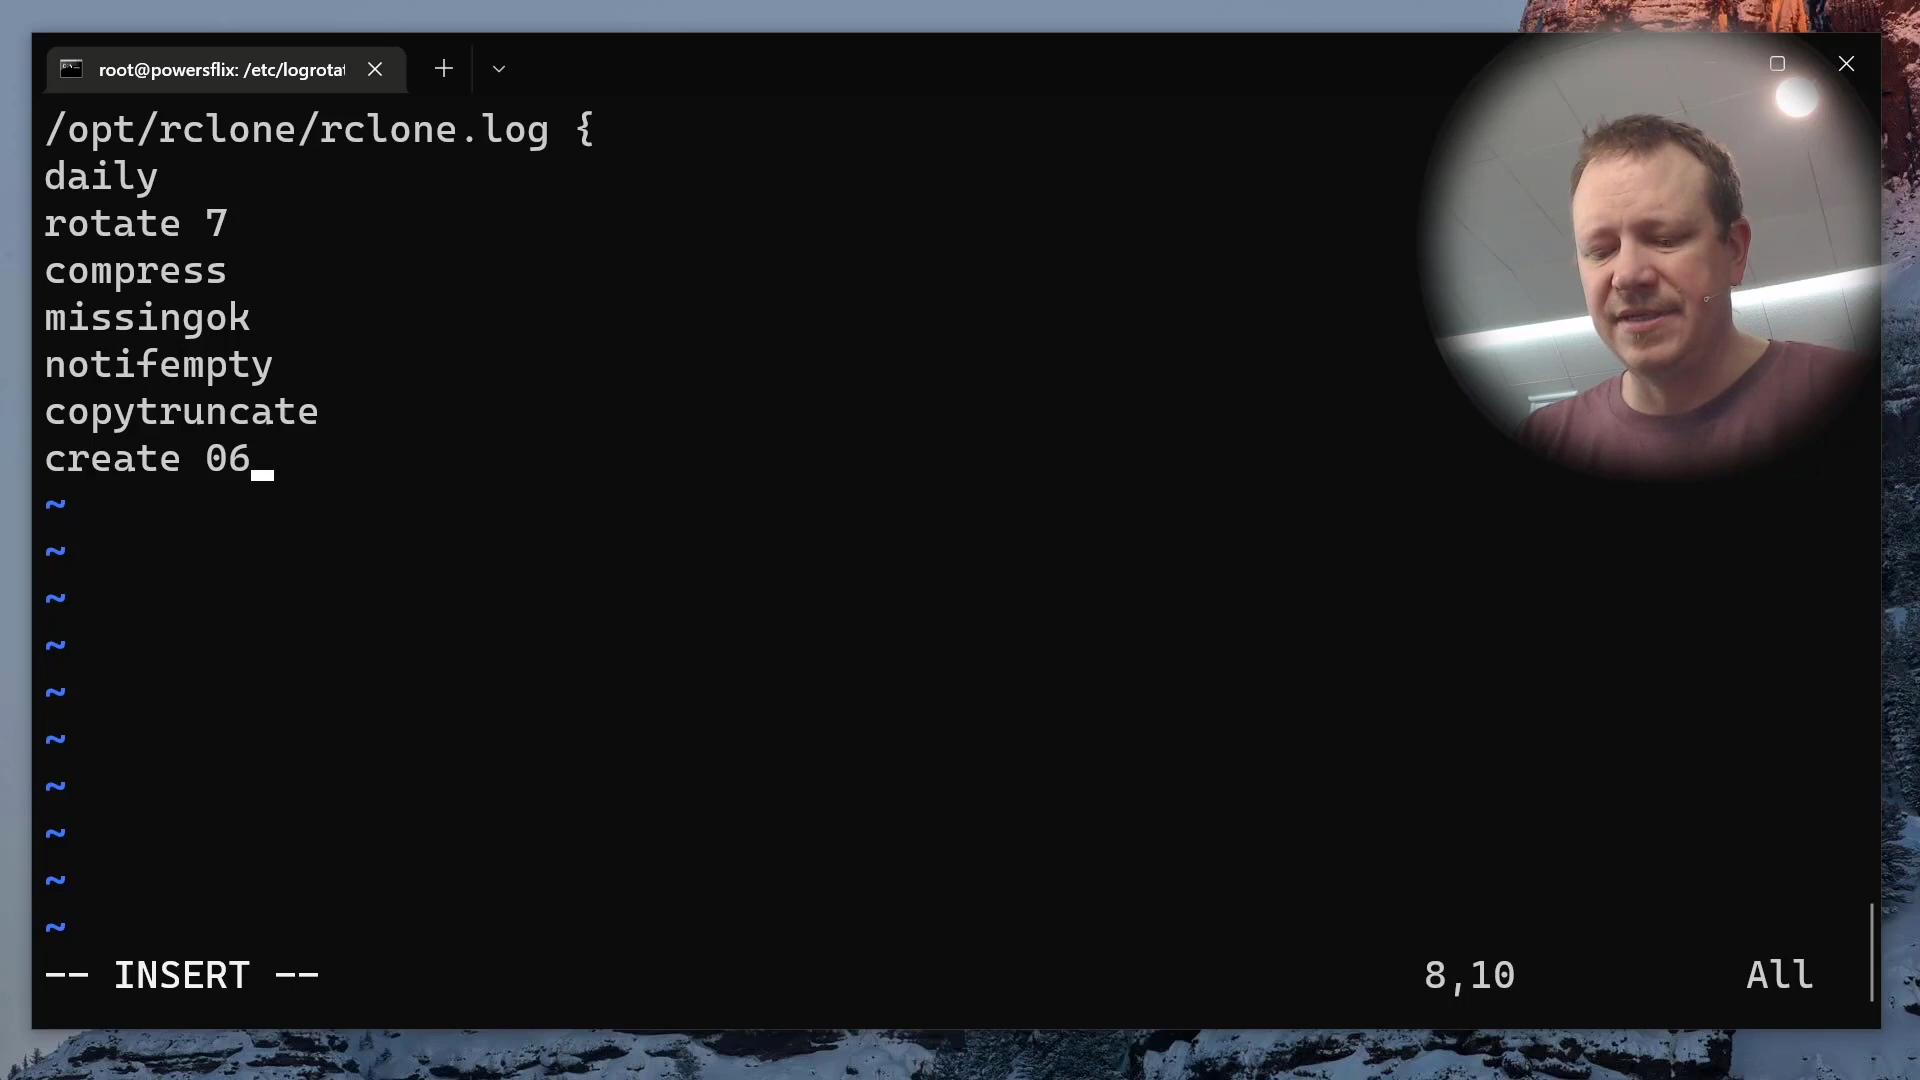 root@powersflix: /etc/logrotat
/opt/rclone/rclone.log {
daily
rotate 7
compress
missingok
notifempty
copytruncate
create 06
~
~
~
~
~
~
~
~
~
~
-- INSERT -- 8,10 All